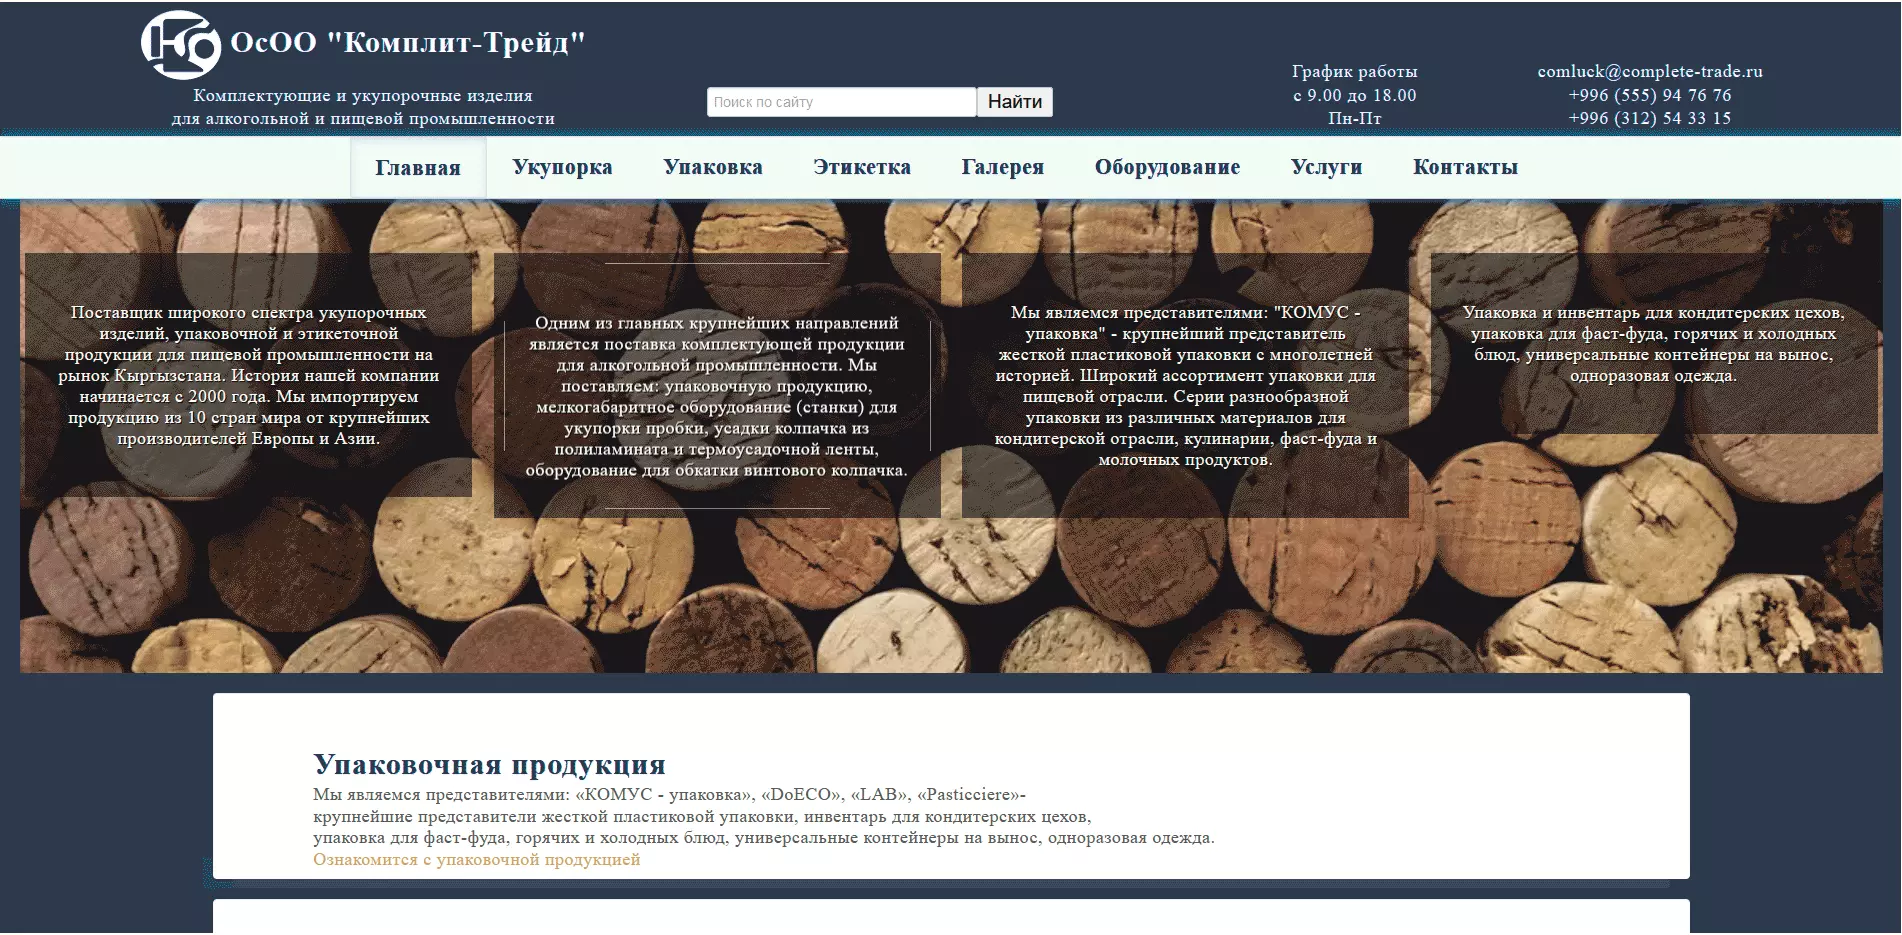 ОсОО "Комплит-Трейд"
Комплектующие и укупорочные изделия
для алкогольной и пищевой промышленности
Поиск по сайту
Найти
График работы
с 9.00 до 18.00
Пн-Пт
comluck@complete-trade.ru
+996 (555) 94 76 76
+996 (312) 54 33 15
Главная
Укупорка
Упаковка
Этикетка
Галерея
Оборудование
Услуги
Контакты
Поставщик широкого спектра укупорочных
изделий, упаковочной и этикеточной
продукции для пищевой промышленности на
рынок Кыргызстана. История нашей компании
начинается с 2000 года. Мы импортируем
продукцию из 10 стран мира от крупнейших
производителей Европы и Азии.
Одним из главных крупнейших направлений
является поставка комплектующей продукции
для алкогольной промышленности. Мы
поставляем: упаковочную продукцию,
мелкогабаритное оборудование (станки) для
укупорки пробки, усадки колпачка из
полиламината и термоусадочной ленты,
оборудование для обкатки винтового колпачка.
Мы являемся представителями: "КОМУС -
упаковка" - крупнейший представитель
жесткой пластиковой упаковки с многолетней
историей. Широкий ассортимент упаковки для
пищевой отрасли. Серии разнообразной
упаковки из различных материалов для
кондитерской отрасли, кулинарии, фаст-фуда и
молочных продуктов.
Упаковка и инвентарь для кондитерских цехов,
упаковка для фаст-фуда, горячих и холодных
блюд, универсальные контейнеры на вынос,
одноразовая одежда.
Упаковочная продукция
Мы являемся представителями: «КОМУС - упаковка», «DoECO», «LAB», «Pasticciere»-
крупнейшие представители жесткой пластиковой упаковки, инвентарь для кондитерских цехов,
упаковка для фаст-фуда, горячих и холодных блюд, универсальные контейнеры на вынос, одноразовая одежда.
Ознакомится с упаковочной продукцией